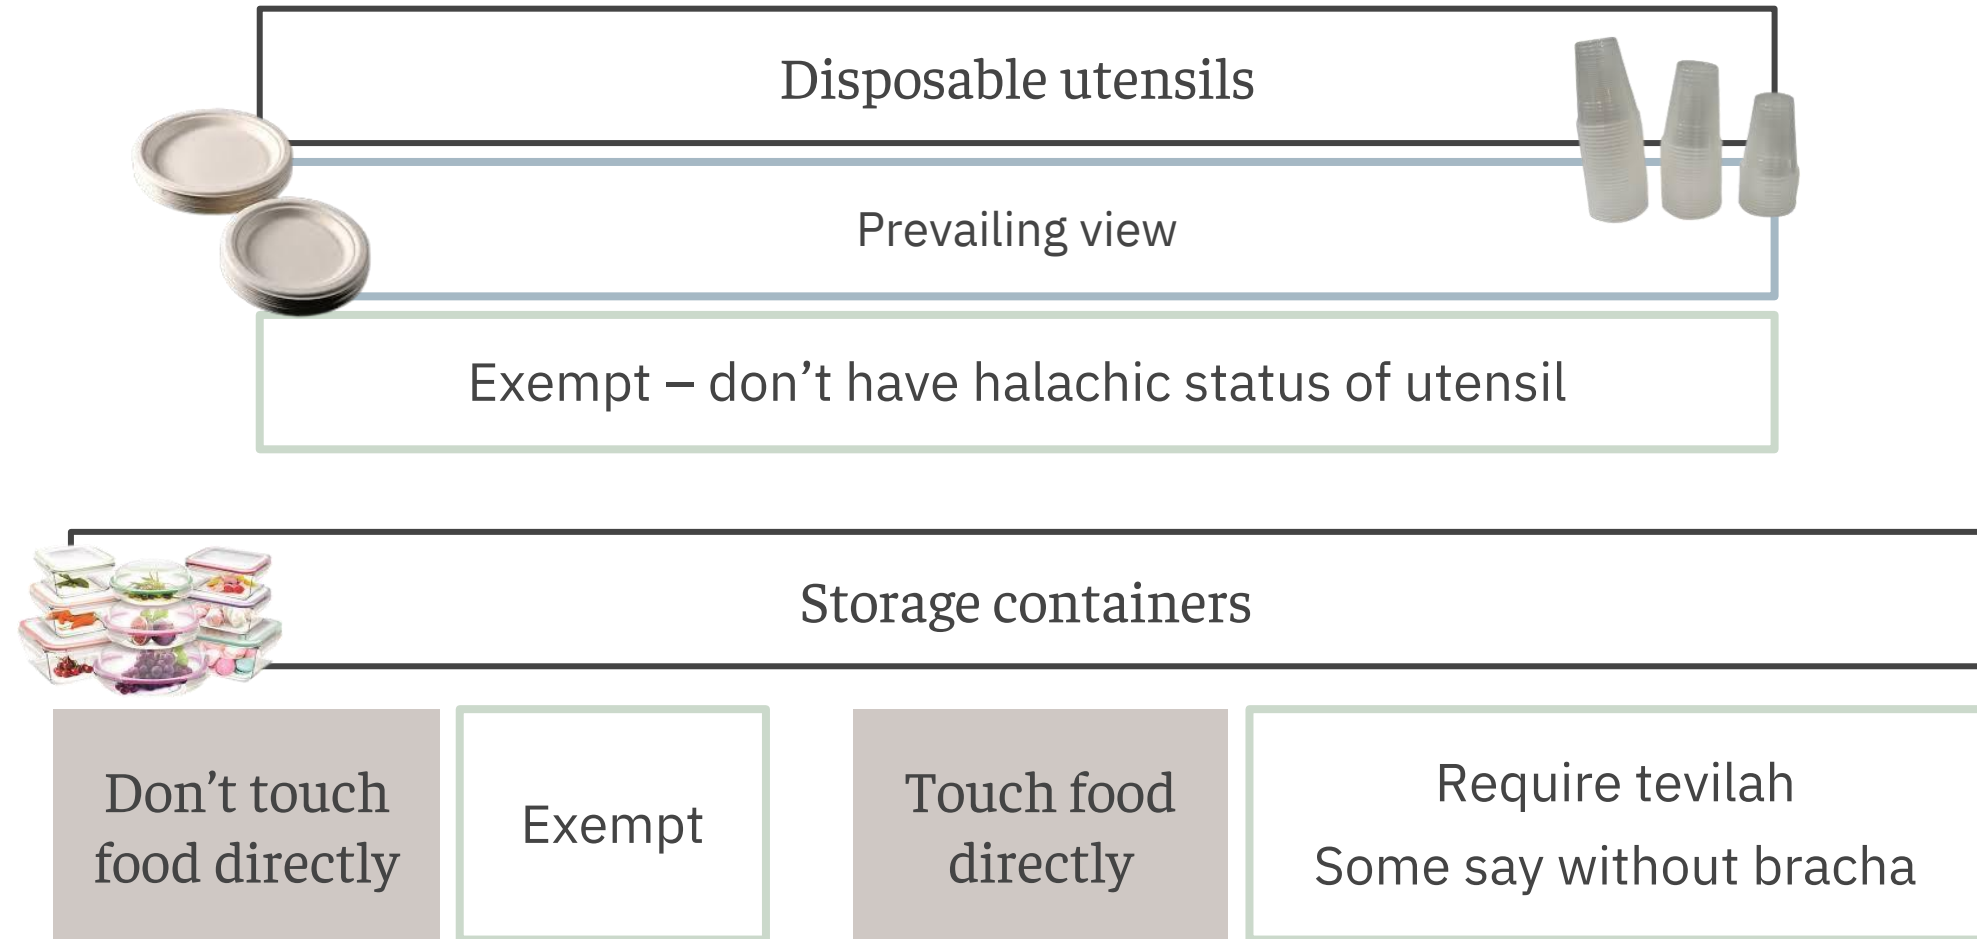 Disposable utensils
Prevailing view
Exempt – don’t have halachic status of utensil
Storage containers
Don’t touch
food directly
Exempt
Touch food
directly
Require tevilah
Some say without bracha